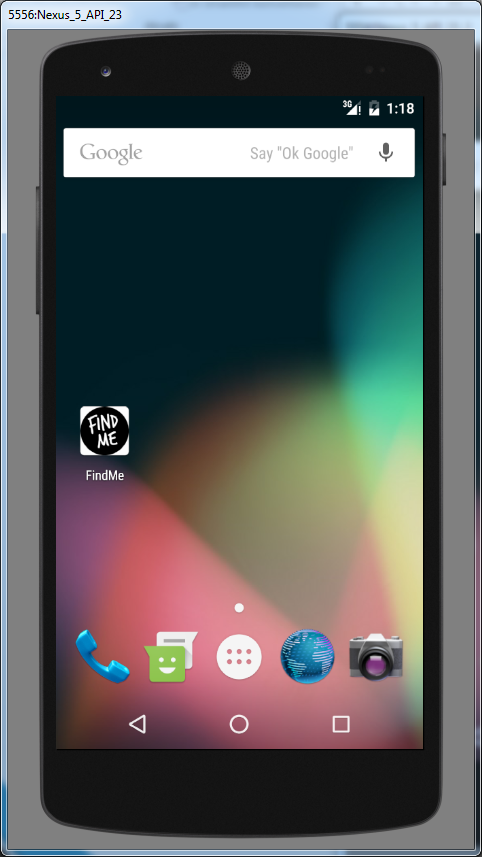 5556:Nexus_5_API_23
3G 1:18
Google Say "Ok Google"
FIND
ME
FindMe